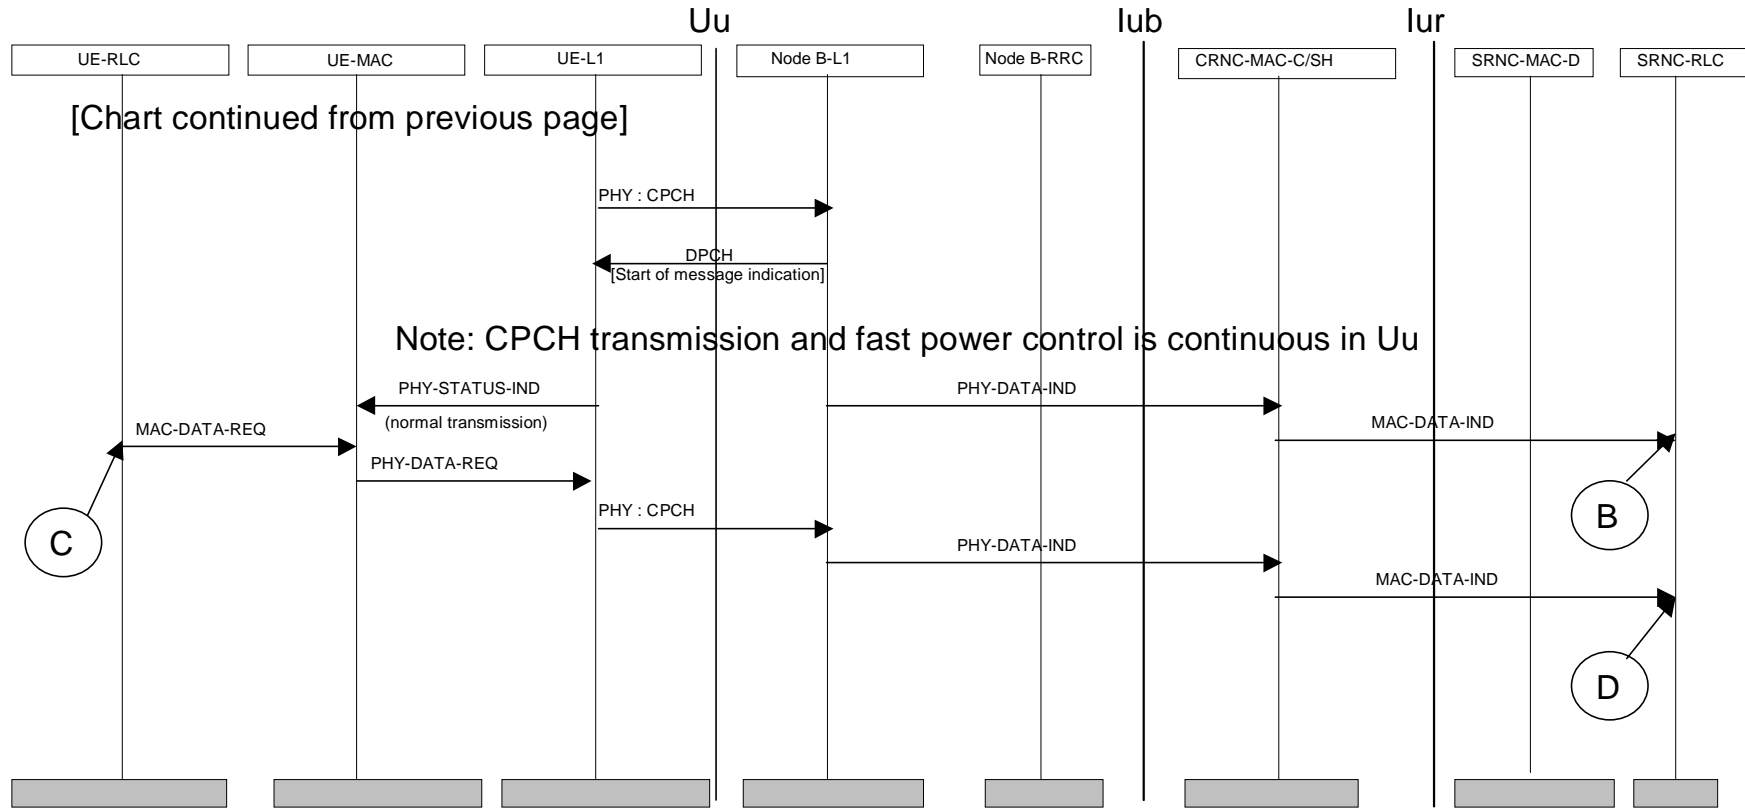 Uu
Iub
Iur
UE-RLC
UE-MAC
UE-L1
Node B-L1
Node B-RRC
CRNC-MAC-C/SH
SRNC-MAC-D
SRNC-RLC
[Chart continued from previous page]
PHY : CPCH
DPCH
[Start of message indication]
Note: CPCH transmission and fast power control is continuous in Uu
PHY-STATUS-IND
PHY-DATA-IND
(normal transmission)
MAC-DATA-REQ
MAC-DATA-IND
PHY-DATA-REQ
PHY : CPCH
B
C
PHY-DATA-IND
MAC-DATA-IND
D